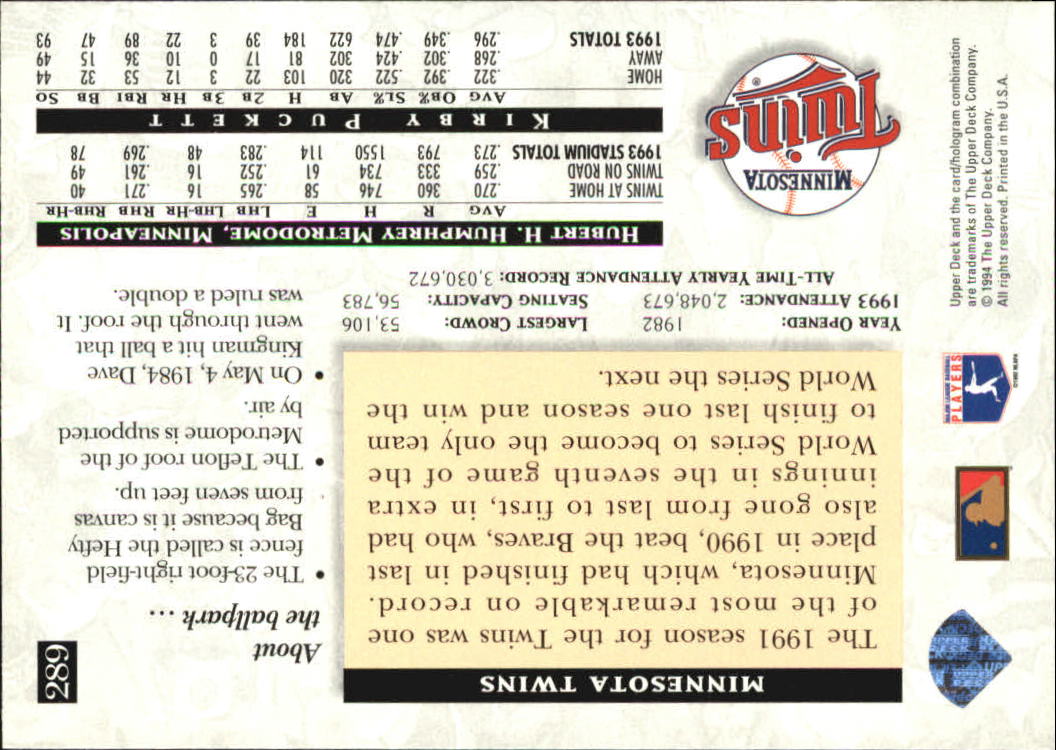 289
MINNESOTA TWINS
The 1991 season for the Twins was one
of the most remarkable on record.
Minnesota, which had finished in last
place in 1990, beat the Braves, who had
also gone from last to first, in extra
innings in the seventh game of the
World Series to become the only team
to finish last one season and win the
World Series the next.
About
the ballpark ...
• The 23-foot right-field
fence is called the Hefty
Bag because it is canvas
from seven feet up.
• The Teflon roof of the
Metrodome is supported
by air.
• On May 4, 1984, Dave
Kingman hit a ball that
went through the roof. It
was ruled a double.
YEAR OPENED: 1982 LARGEST CROWD: 53,106
1993 ATTENDANCE: 2,048,673 SEATING CAPACITY: 56,783
ALL-TIME YEARLY ATTENDANCE RECORD: 3,030,672
HUBERT H. HUMPHREY METRODOME, MINNEAPOLIS
AVG R H E LHB LHB-HR RHB RHB-HR
TWINS AT HOME .270 360 746 58 .265 16 .271 40
TWINS ON ROAD .259 333 734 61 .252 16 .261 49
1993 STADIUM TOTALS .273 793 1550 114 .283 48 .269 78
KIRBY PUCKETT
AVG OB% SL% AB H 2B 3B HR RBI BB SO
HOME .322 .392 .522 320 103 22 3 12 53 32 44
AWAY .268 .302 .424 302 81 17 0 10 36 15 49
1993 TOTALS .296 .349 .474 622 184 39 3 22 89 47 93
MINNESOTA
Twins
®
MAJOR LEAGUE BASEBALL
PLAYERS
Upper Deck and the card/hologram combination
are trademarks of The Upper Deck Company.
© 1994 The Upper Deck Company.
All rights reserved. Printed in the U.S.A.